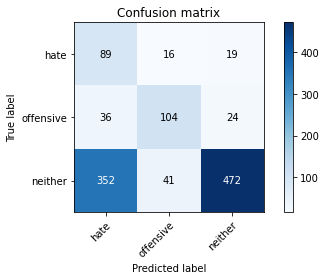 Confusion matrix
True label
hate 89 16 19
offensive 36 104 24
neither 352 41 472
hate offensive neither
Predicted label
400
300
200
100